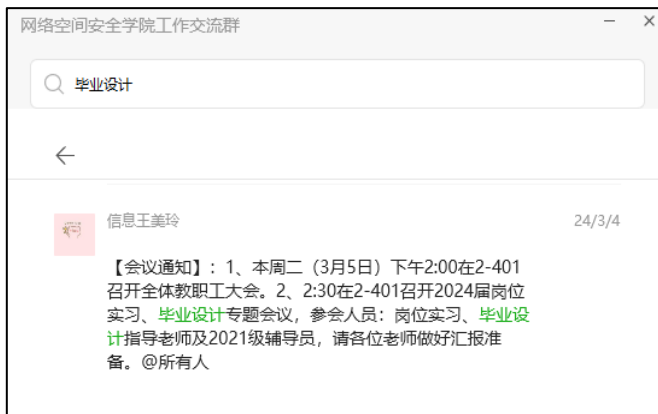 网络空间安全学院工作交流群
毕业设计
信息王美玲
24/3/4
【会议通知】：1、本周二（3月5日）下午2:00在2-401
召开全体教职工大会。2、2:30在2-401召开2024届岗位
实习、毕业设计专题会议，参会人员：岗位实习、毕业设
计指导老师及2021级辅导员，请各位老师做好汇报准
备。@所有人